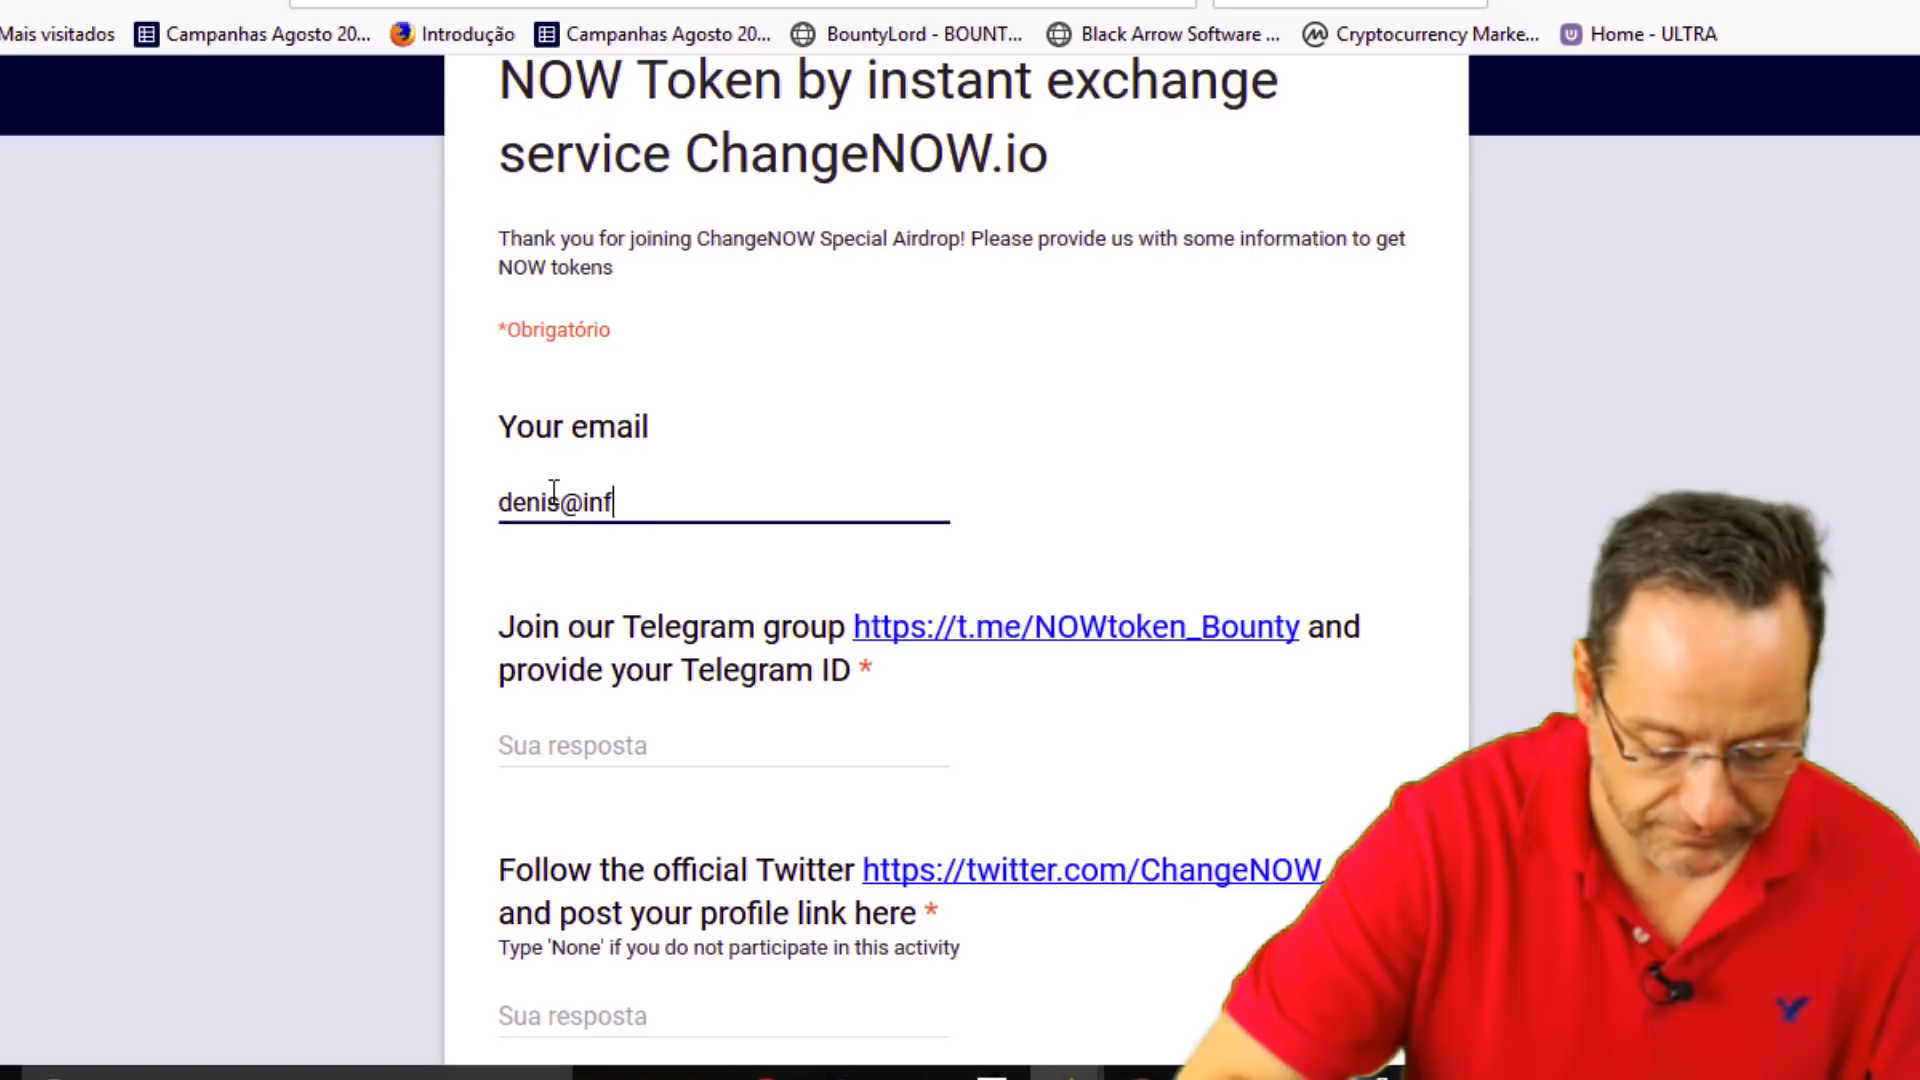 Mais visitados Campanhas Agosto 20... Introdução Campanhas Agosto 20... BountyLord - BOUNT... Black Arrow Software ... Cryptocurrency Marke... Home - ULTRA
NOW Token by instant exchange
service ChangeNOW.io
Thank you for joining ChangeNOW Special Airdrop! Please provide us with some information to get
NOW tokens
*Obrigatório
Your email
denis@inf
Join our Telegram group https://t.me/NOWtoken_Bounty and
provide your Telegram ID *
Sua resposta
Follow the official Twitter https://twitter.com/ChangeNOW
and post your profile link here *
Type 'None' if you do not participate in this activity
Sua resposta